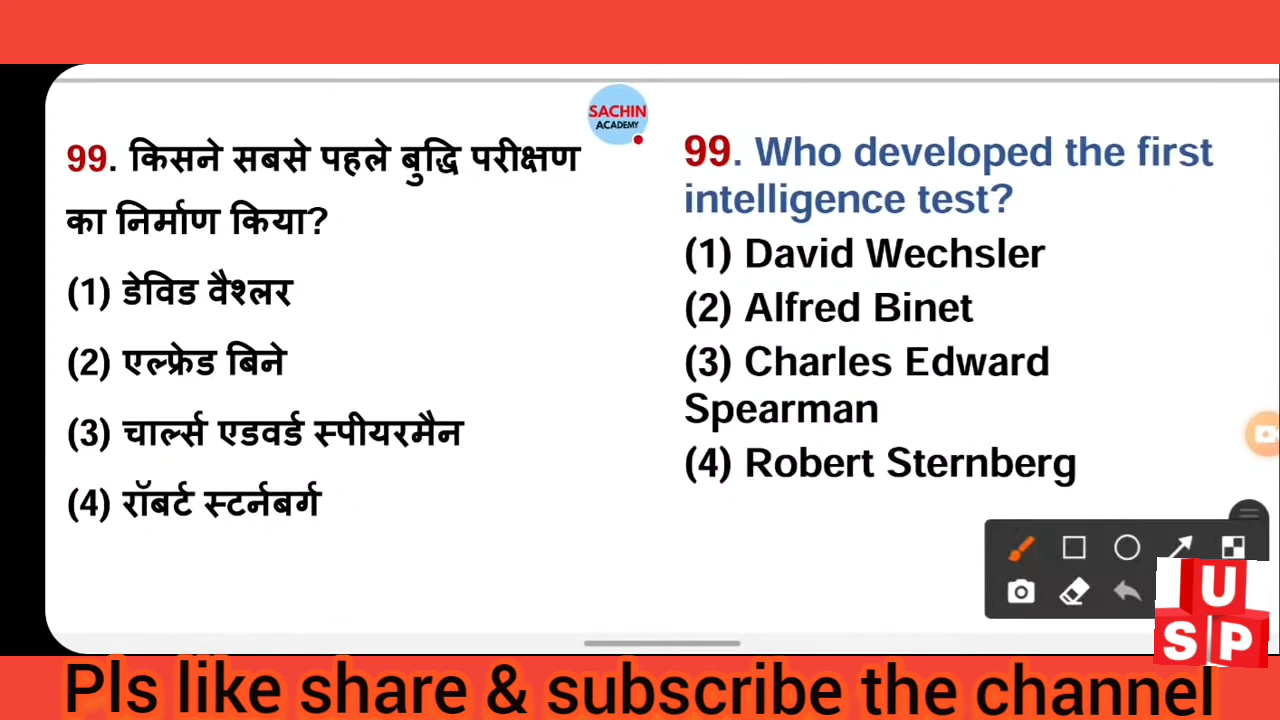 SACHIN
ACADEMY
99. किसने सबसे पहले बुद्धि परीक्षण
का निर्माण किया?
(1) डेविड वैश्लर
(2) एल्फ्रेड बिने
(3) चार्ल्स एडवर्ड स्पीयरमैन
(4) रॉबर्ट स्टर्नबर्ग
99. Who developed the first
intelligence test?
(1) David Wechsler
(2) Alfred Binet
(3) Charles Edward
Spearman
(4) Robert Sternberg
U
S P
Pls like share & subscribe the channel